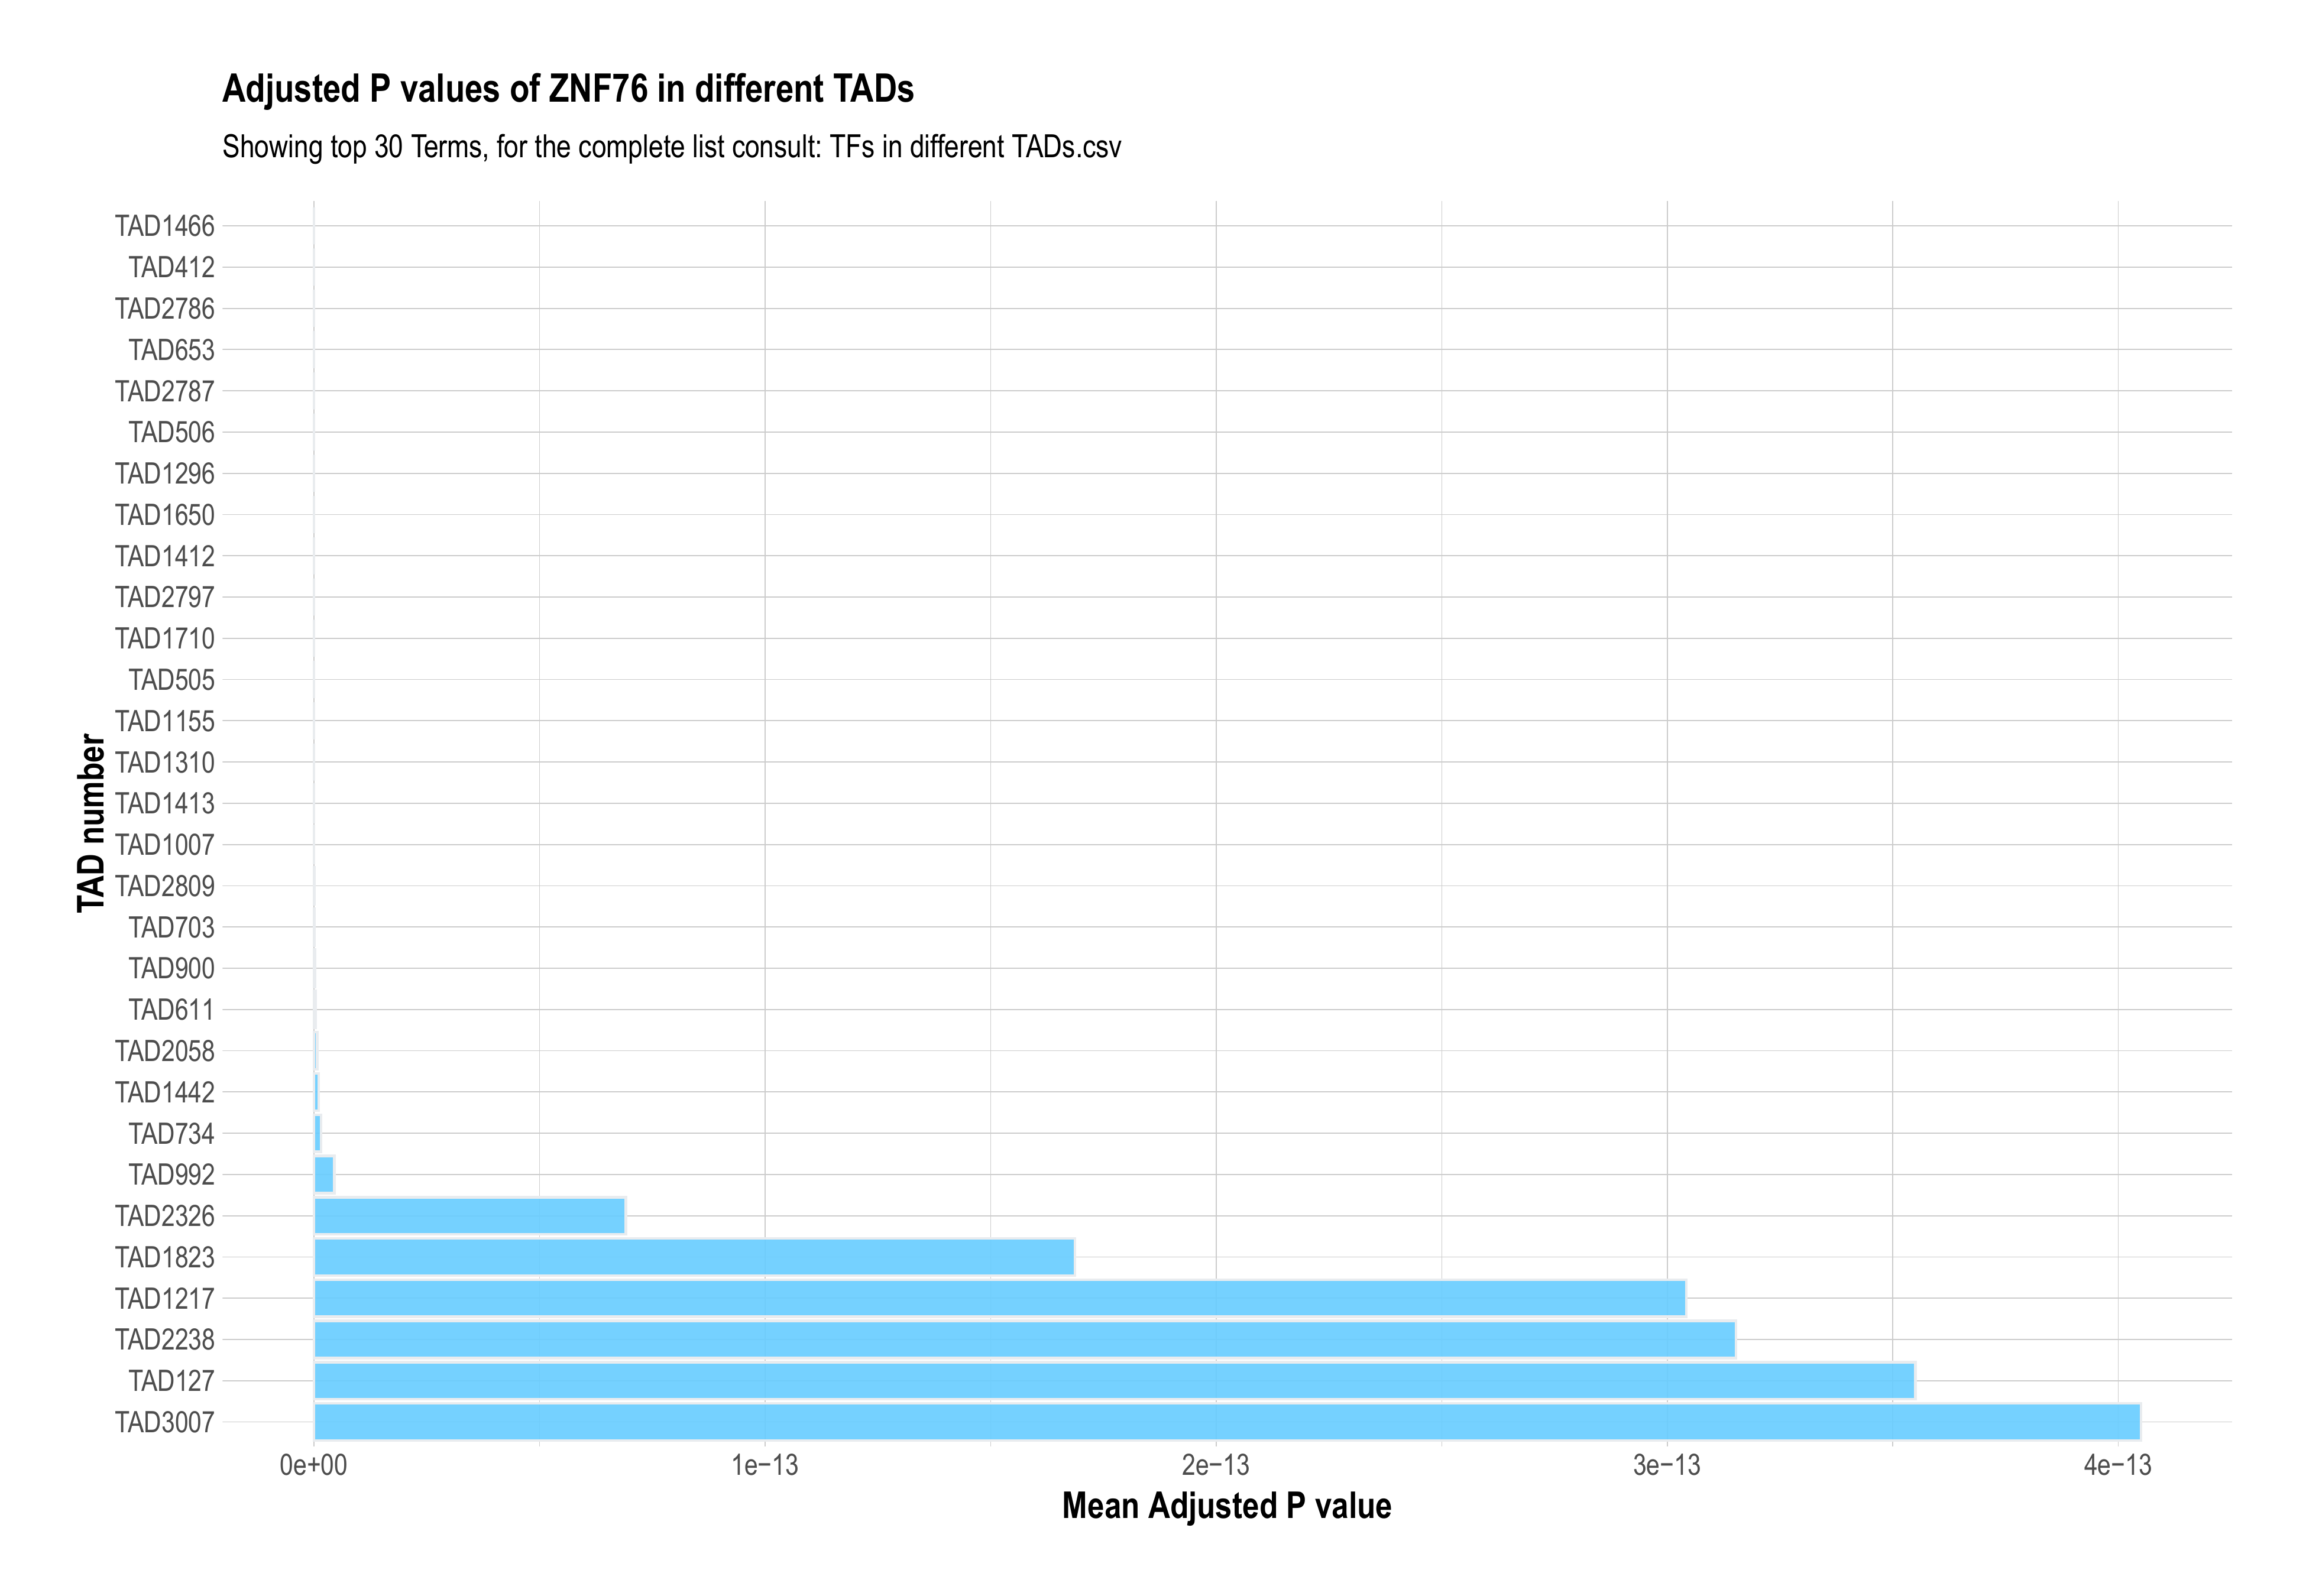 Adjusted P values of ZNF76 in different TADs
Showing top 30 Terms, for the complete list consult: TFs in different TADs.csv
TAD number
TAD1466
TAD412
TAD2786
TAD653
TAD2787
TAD506
TAD1296
TAD1650
TAD1412
TAD2797
TAD1710
TAD505
TAD1155
TAD1310
TAD1413
TAD1007
TAD2809
TAD703
TAD900
TAD611
TAD2058
TAD1442
TAD734
TAD992
TAD2326
TAD1823
TAD1217
TAD2238
TAD127
TAD3007
0e+00 1e−13 2e−13 3e−13 4e−13
Mean Adjusted P value